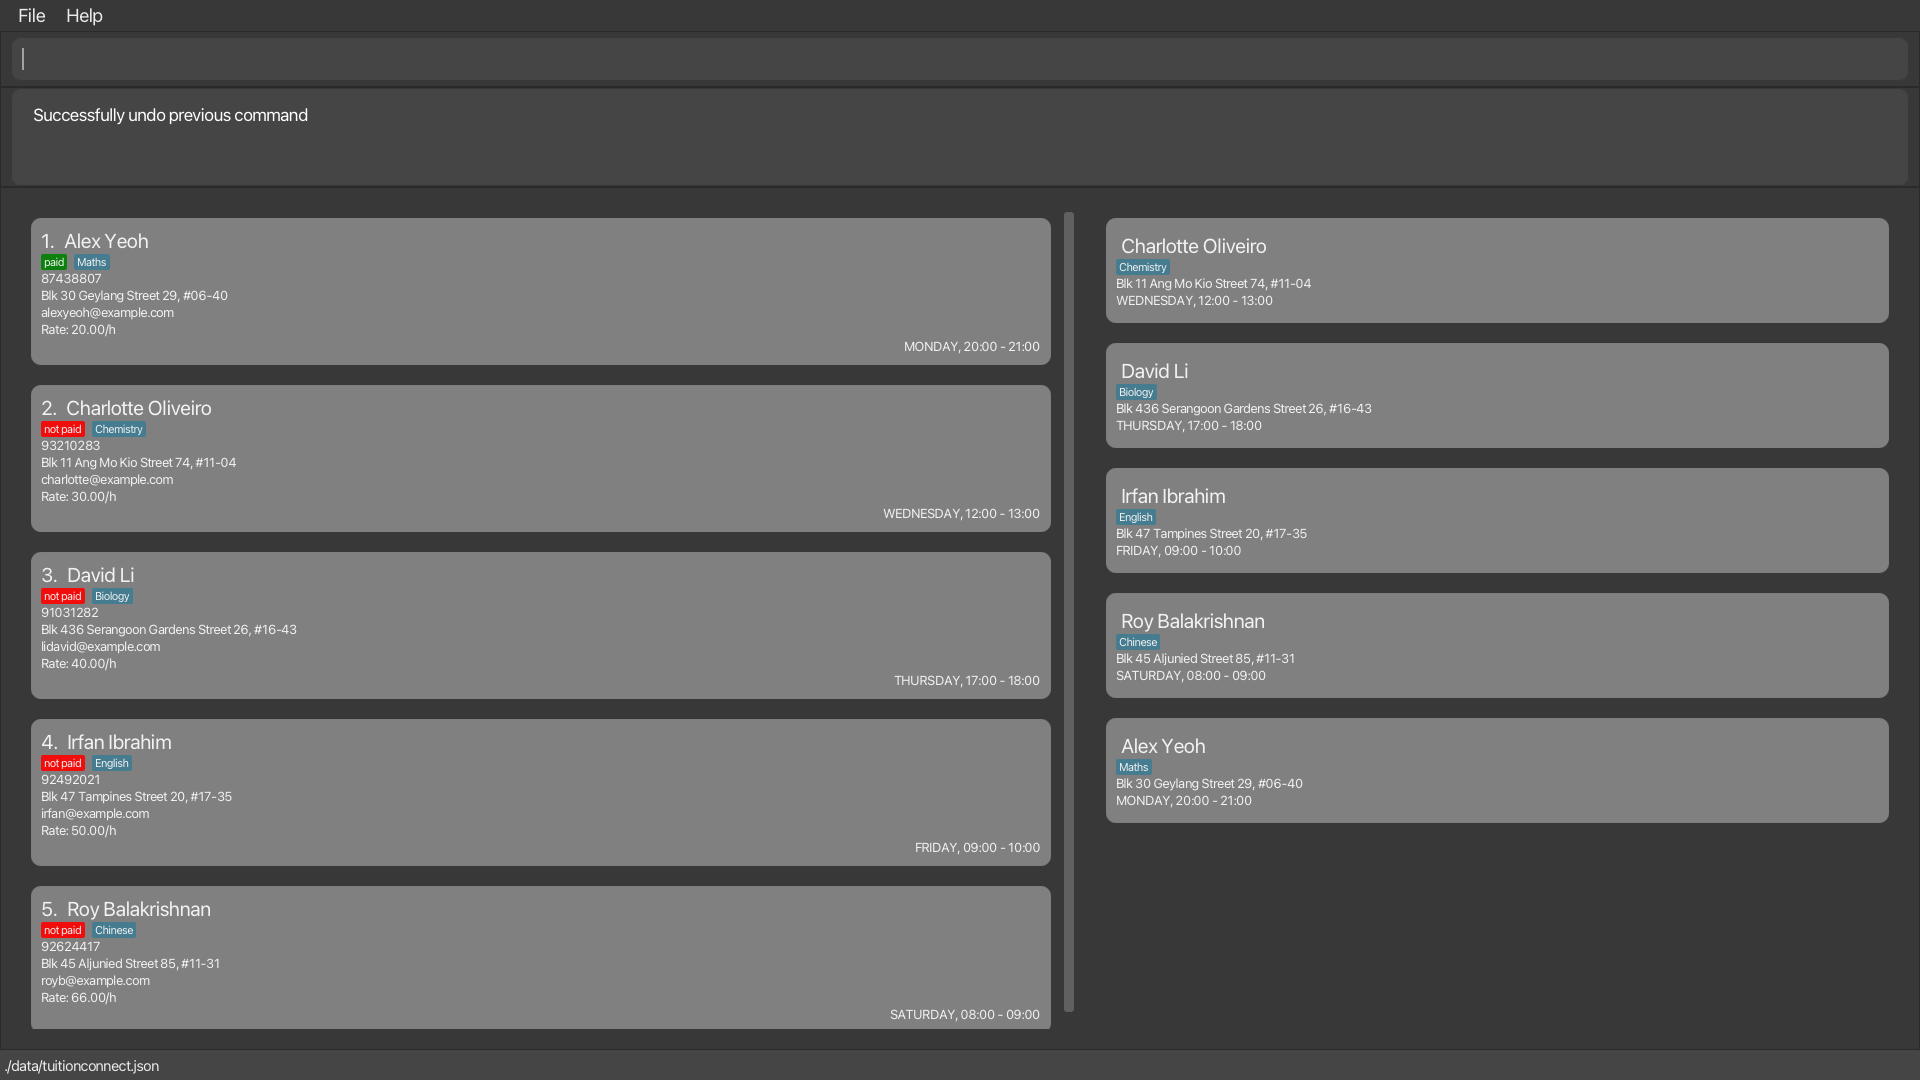 File Help
Successfully undo previous command
1. Alex Yeoh
paid Maths
87438807
Blk 30 Geylang Street 29, #06-40
alexyeoh@example.com
Rate: 20.00/h
MONDAY, 20:00 - 21:00
2. Charlotte Oliveiro
not paid Chemistry
93210283
Blk 11 Ang Mo Kio Street 74, #11-04
charlotte@example.com
Rate: 30.00/h
WEDNESDAY, 12:00 - 13:00
3. David Li
not paid Biology
91031282
Blk 436 Serangoon Gardens Street 26, #16-43
lidavid@example.com
Rate: 40.00/h
THURSDAY, 17:00 - 18:00
4. Irfan Ibrahim
not paid English
92492021
Blk 47 Tampines Street 20, #17-35
irfan@example.com
Rate: 50.00/h
FRIDAY, 09:00 - 10:00
5. Roy Balakrishnan
not paid Chinese
92624417
Blk 45 Aljunied Street 85, #11-31
royb@example.com
Rate: 66.00/h
SATURDAY, 08:00 - 09:00
Charlotte Oliveiro
Chemistry
Blk 11 Ang Mo Kio Street 74, #11-04
WEDNESDAY, 12:00 - 13:00
David Li
Biology
Blk 436 Serangoon Gardens Street 26, #16-43
THURSDAY, 17:00 - 18:00
Irfan Ibrahim
English
Blk 47 Tampines Street 20, #17-35
FRIDAY, 09:00 - 10:00
Roy Balakrishnan
Chinese
Blk 45 Aljunied Street 85, #11-31
SATURDAY, 08:00 - 09:00
Alex Yeoh
Maths
Blk 30 Geylang Street 29, #06-40
MONDAY, 20:00 - 21:00
./data/tuitionconnect.json